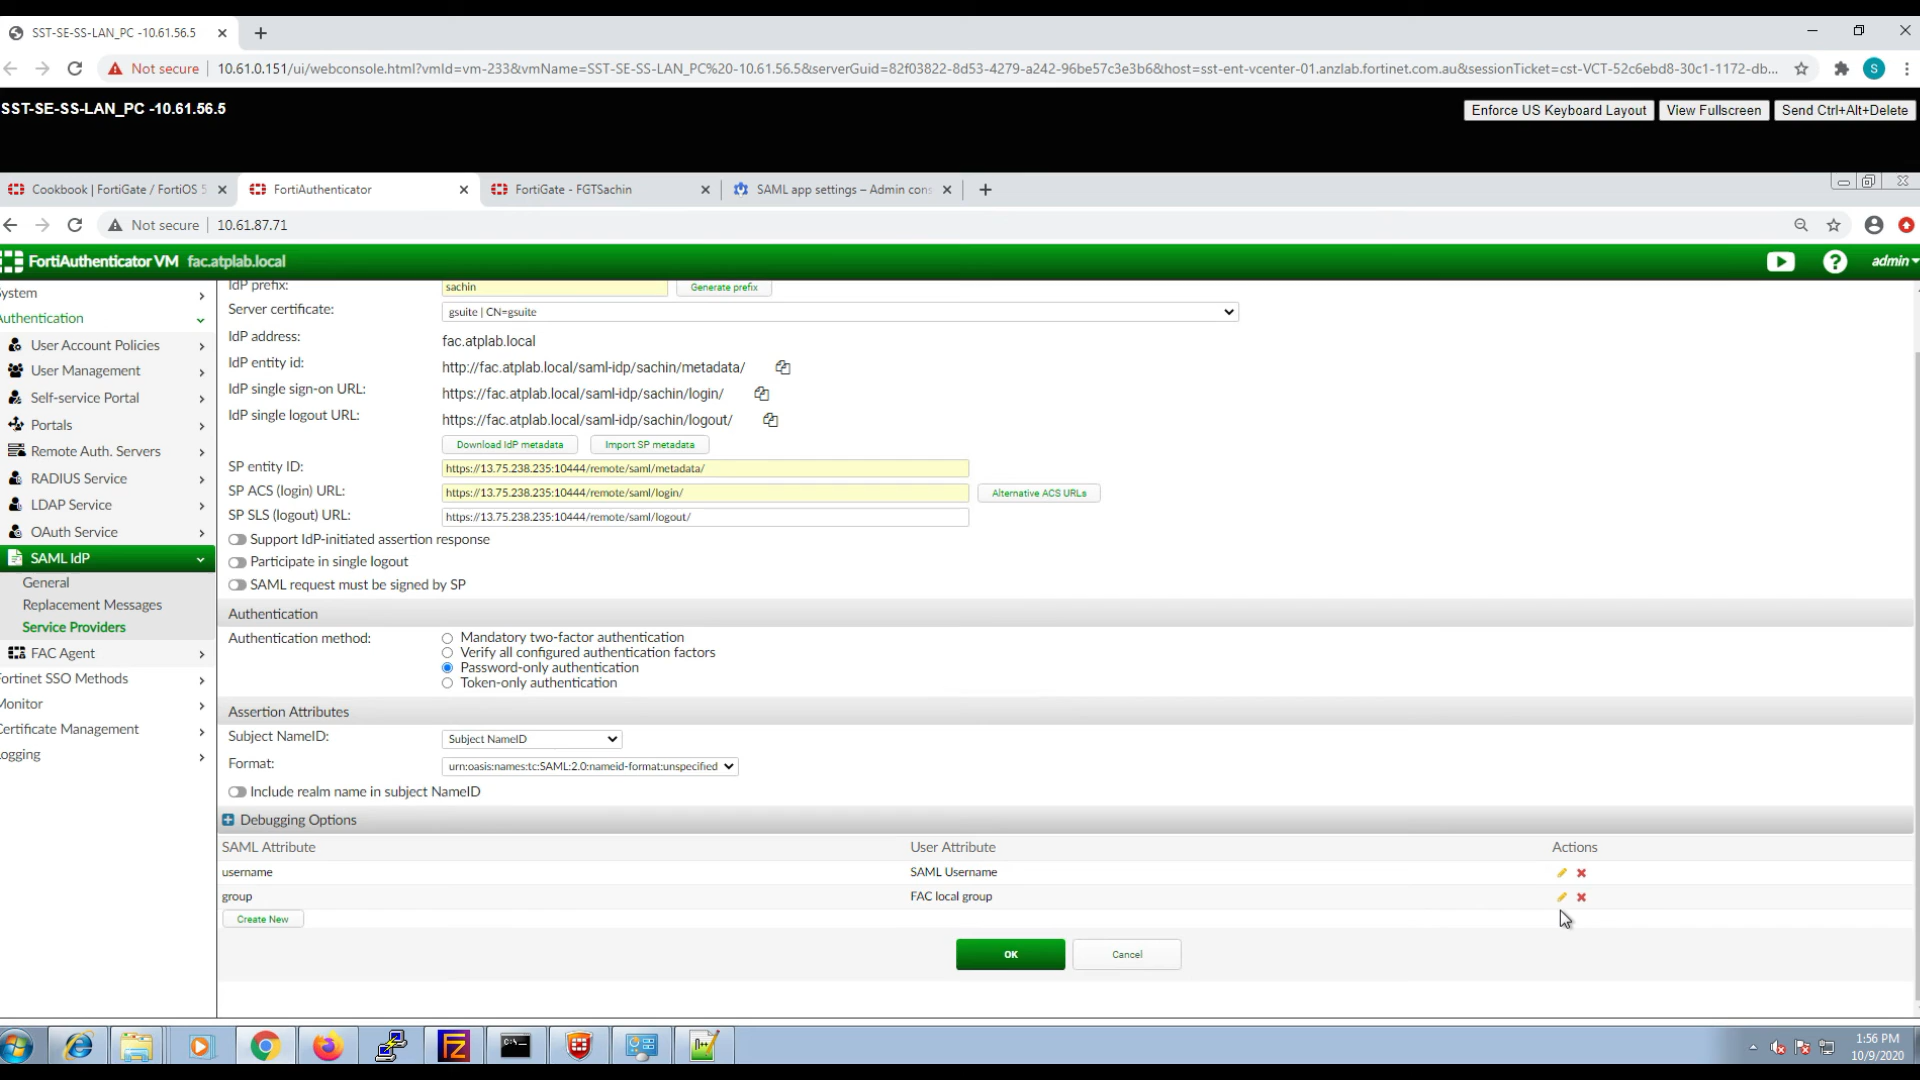 SST-SE-SS-LAN_PC -10.61.56.5
Not secure 10.61.0.151/ui/webconsole.html?vmId=vm-233&vmName=SST-SE-SS-LAN_PC%20-10.61.56.5&serverGuid=82f03822-8d53-4279-a242-96be57c3e3b6&host=sst-ent-vcenter-01.anzlab.fortinet.com.au&sessionTicket=cst-VCT-52c6ebd8-30c1-1172-db... S
SST-SE-SS-LAN_PC -10.61.56.5 Enforce US Keyboard Layout View Fullscreen Send Ctrl+Alt+Delete
Cookbook | FortiGate / FortiOS 5 FortiAuthenticator FortiGate - FGTSachin SAML app settings – Admin cons
Not secure 10.61.87.71
FortiAuthenticator VM fac.atplab.local admin
ystem
uthentication
User Account Policies
User Management
Self-service Portal
Portals
Remote Auth. Servers
RADIUS Service
LDAP Service
OAuth Service
SAML IdP
General
Replacement Messages
Service Providers
FAC Agent
ortinet SSO Methods
Monitor
ertificate Management
ogging
IdP prefix: sachin Generate prefix
Server certificate: gsuite | CN=gsuite
IdP address: fac.atplab.local
IdP entity id: http://fac.atplab.local/saml-idp/sachin/metadata/
IdP single sign-on URL: https://fac.atplab.local/saml-idp/sachin/login/
IdP single logout URL: https://fac.atplab.local/saml-idp/sachin/logout/
Download IdP metadata Import SP metadata
SP entity ID: https://13.75.238.235:10444/remote/saml/metadata/
SP ACS (login) URL: https://13.75.238.235:10444/remote/saml/login/ Alternative ACS URLs
SP SLS (logout) URL: https://13.75.238.235:10444/remote/saml/logout/
Support IdP-initiated assertion response
Participate in single logout
SAML request must be signed by SP
Authentication
Authentication method: Mandatory two-factor authentication
Verify all configured authentication factors
Password-only authentication
Token-only authentication
Assertion Attributes
Subject NameID: Subject NameID
Format: urn:oasis:names:tc:SAML:2.0:nameid-format:unspecified
Include realm name in subject NameID
Debugging Options
SAML Attribute User Attribute Actions
username SAML Username
group FAC local group
Create New
OK Cancel
1:56 PM
10/9/2020